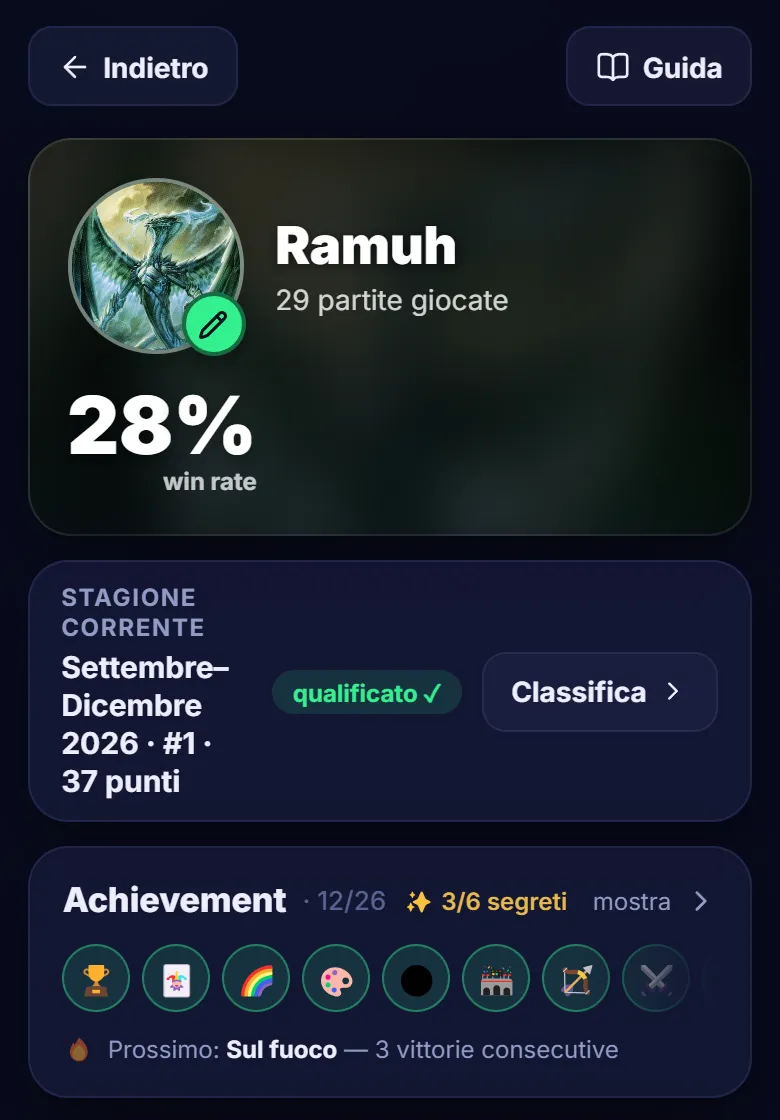 Indietro
Guida
Ramuh
29 partite giocate
28%
win rate
STAGIONE
CORRENTE
Settembre–
Dicembre
2026 · #1 ·
37 punti
qualificato ✓
Classifica
Achievement · 12/26 ✨ 3/6 segreti mostra
Prossimo: Sul fuoco — 3 vittorie consecutive